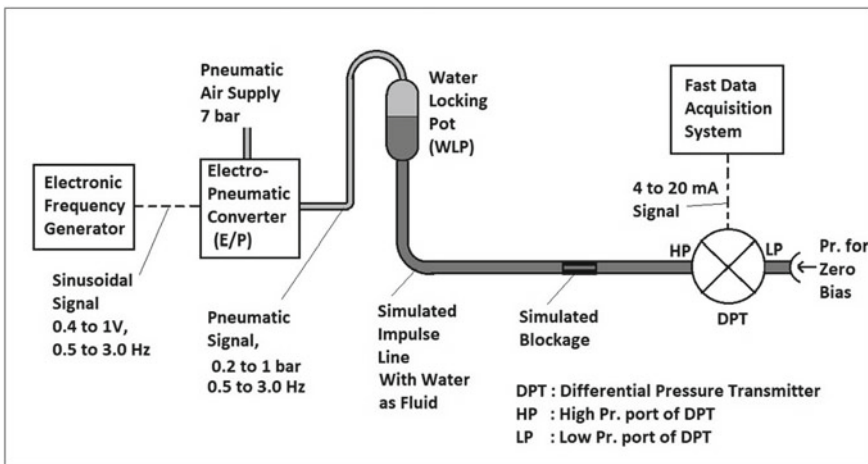 Pneumatic
Air Supply
7 bar
Water
Locking
Pot
(WLP)
Fast Data
Acquisition
System
Electronic
Frequency
Generator
Electro-
Pneumatic
Converter
(E/P)
4 to 20 mA
Signal
HP
LP
Pr. for
Zero
Bias
DPT
Sinusoidal
Signal
0.4 to 1V,
0.5 to 3.0 Hz
Pneumatic
Signal,
0.2 to 1 bar
0.5 to 3.0 Hz
Simulated
Impulse
Line
With Water
as Fluid
Simulated
Blockage
DPT : Differential Pressure Transmitter
HP : High Pr. port of DPT
LP : Low Pr. port of DPT